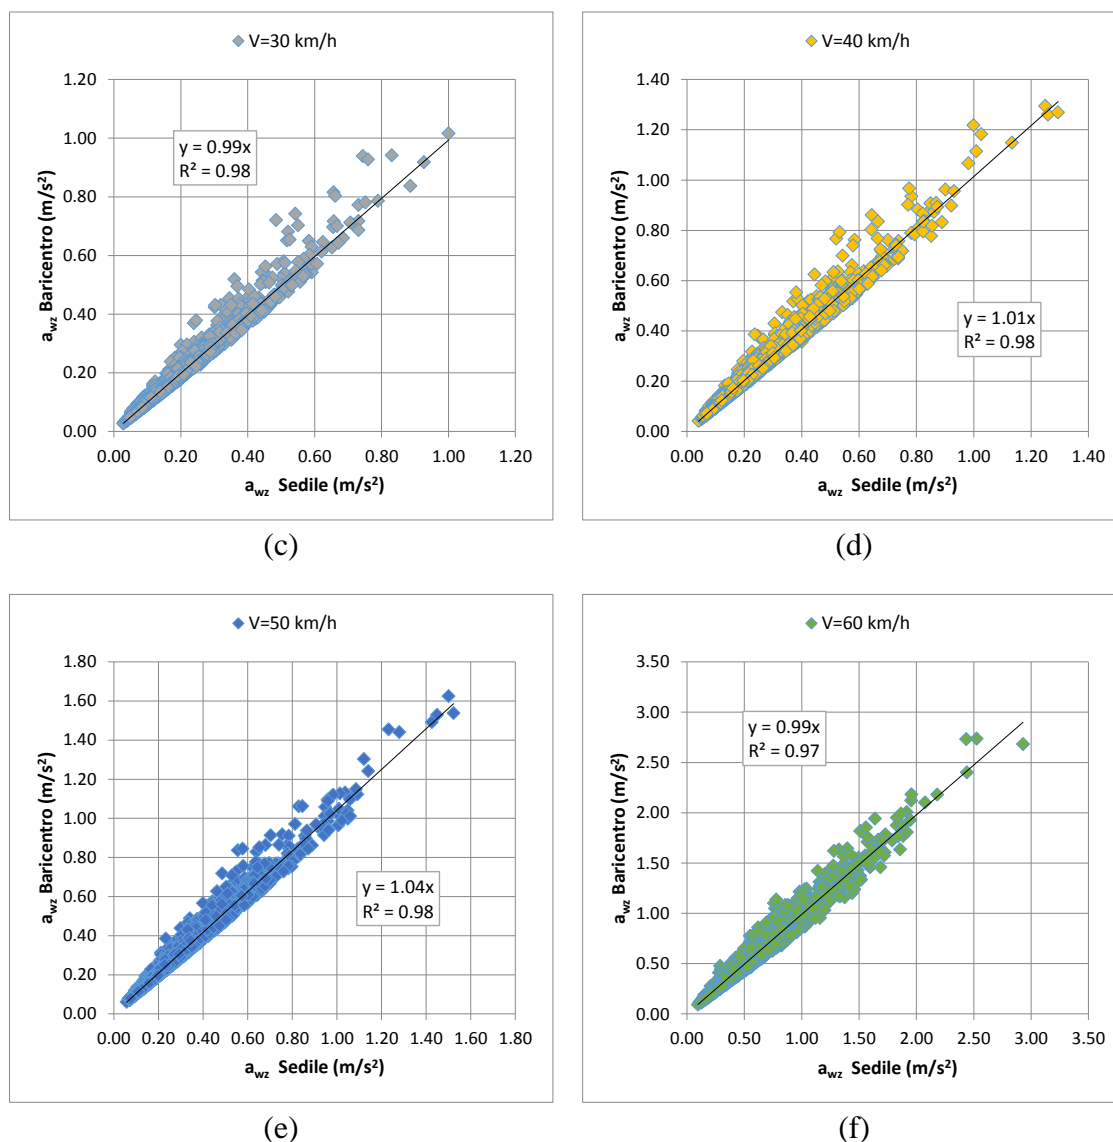 V=30 km/h
1.20
1.00
0.80
0.60
0.40
0.20
0.00
a_wz Baricentro (m/s²)
y = 0.99x
R² = 0.98
0.00 0.20 0.40 0.60 0.80 1.00 1.20
a_wz Sedile (m/s²)
(c)
V=40 km/h
1.40
1.20
1.00
0.80
0.60
0.40
0.20
0.00
a_wz Baricentro (m/s²)
y = 1.01x
R² = 0.98
0.00 0.20 0.40 0.60 0.80 1.00 1.20 1.40
a_wz Sedile (m/s²)
(d)
V=50 km/h
1.80
1.60
1.40
1.20
1.00
0.80
0.60
0.40
0.20
0.00
a_wz Baricentro (m/s²)
y = 1.04x
R² = 0.98
0.00 0.20 0.40 0.60 0.80 1.00 1.20 1.40 1.60 1.80
a_wz Sedile (m/s²)
(e)
V=60 km/h
3.50
3.00
2.50
2.00
1.50
1.00
0.50
0.00
a_wz Baricentro (m/s²)
y = 0.99x
R² = 0.97
0.00 0.50 1.00 1.50 2.00 2.50 3.00 3.50
a_wz Sedile (m/s²)
(f)